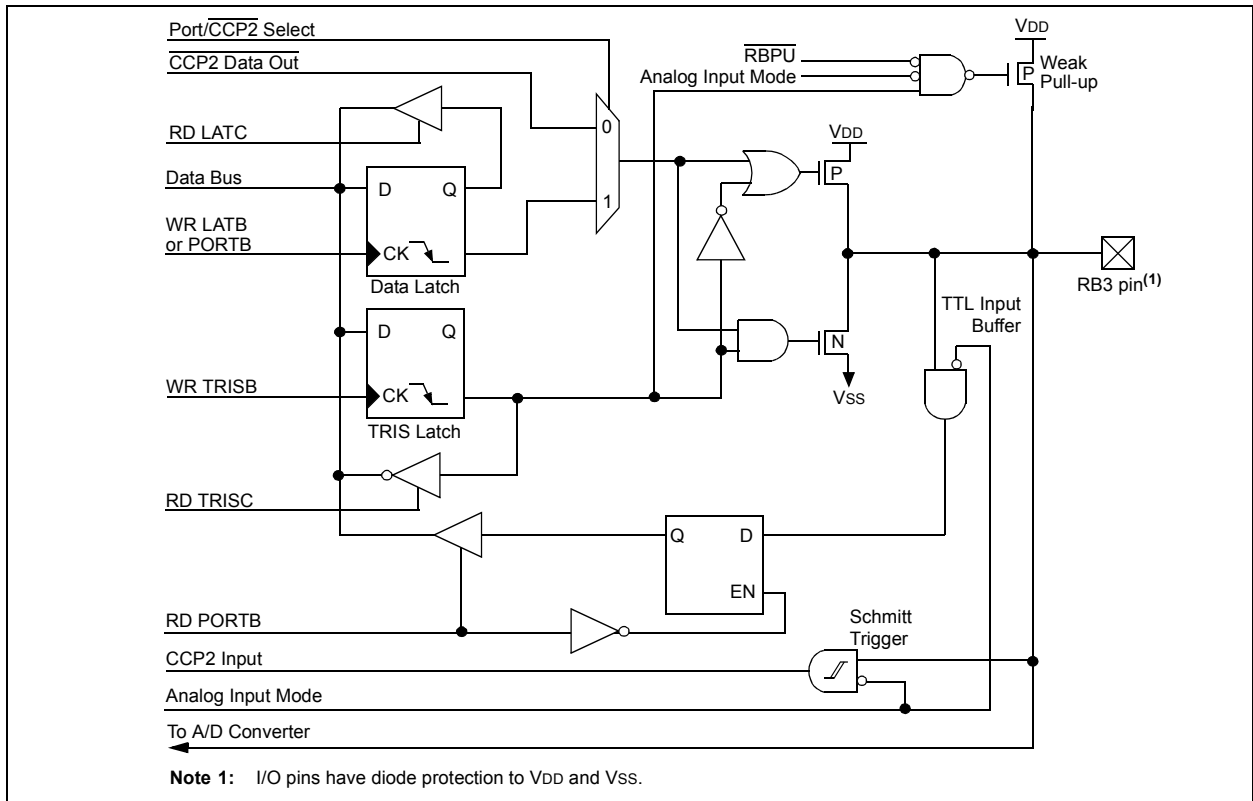 Port/CCP2 Select
CCP2 Data Out
RBPU
Analog Input Mode
VDD
P
Weak
Pull-up
RD LATC
0
VDD
P
Data Bus
D
Q
1
WR LATB
or PORTB
CK
Data Latch
RB3 pin(1)
TTL Input
Buffer
D
Q
N
WR TRISB
CK
VSS
TRIS Latch
RD TRISC
Q
D
EN
RD PORTB
Schmitt
Trigger
CCP2 Input
Analog Input Mode
To A/D Converter
Note 1: I/O pins have diode protection to VDD and VSS.